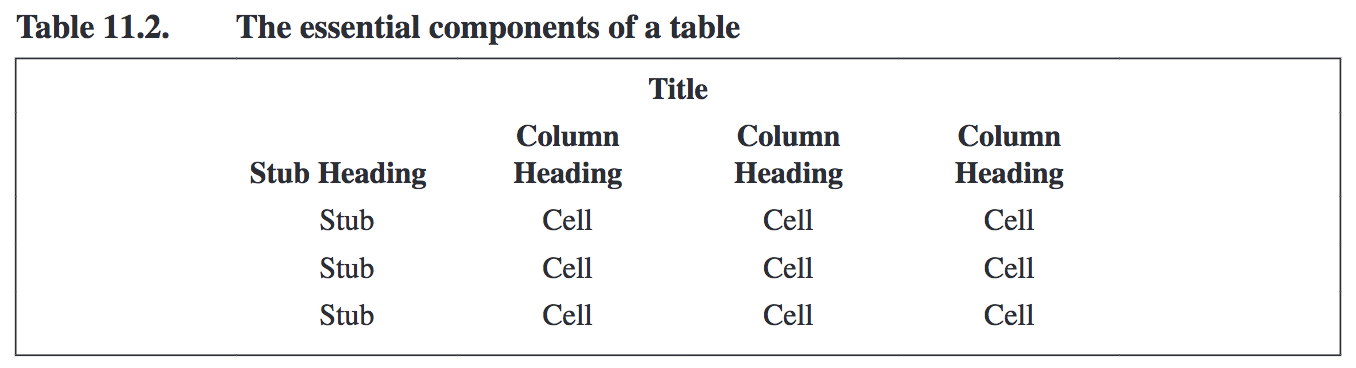 Table 11.2. The essential components of a table
Title
Column Column Column
Stub Heading Heading Heading Heading
Stub Cell Cell Cell
Stub Cell Cell Cell
Stub Cell Cell Cell